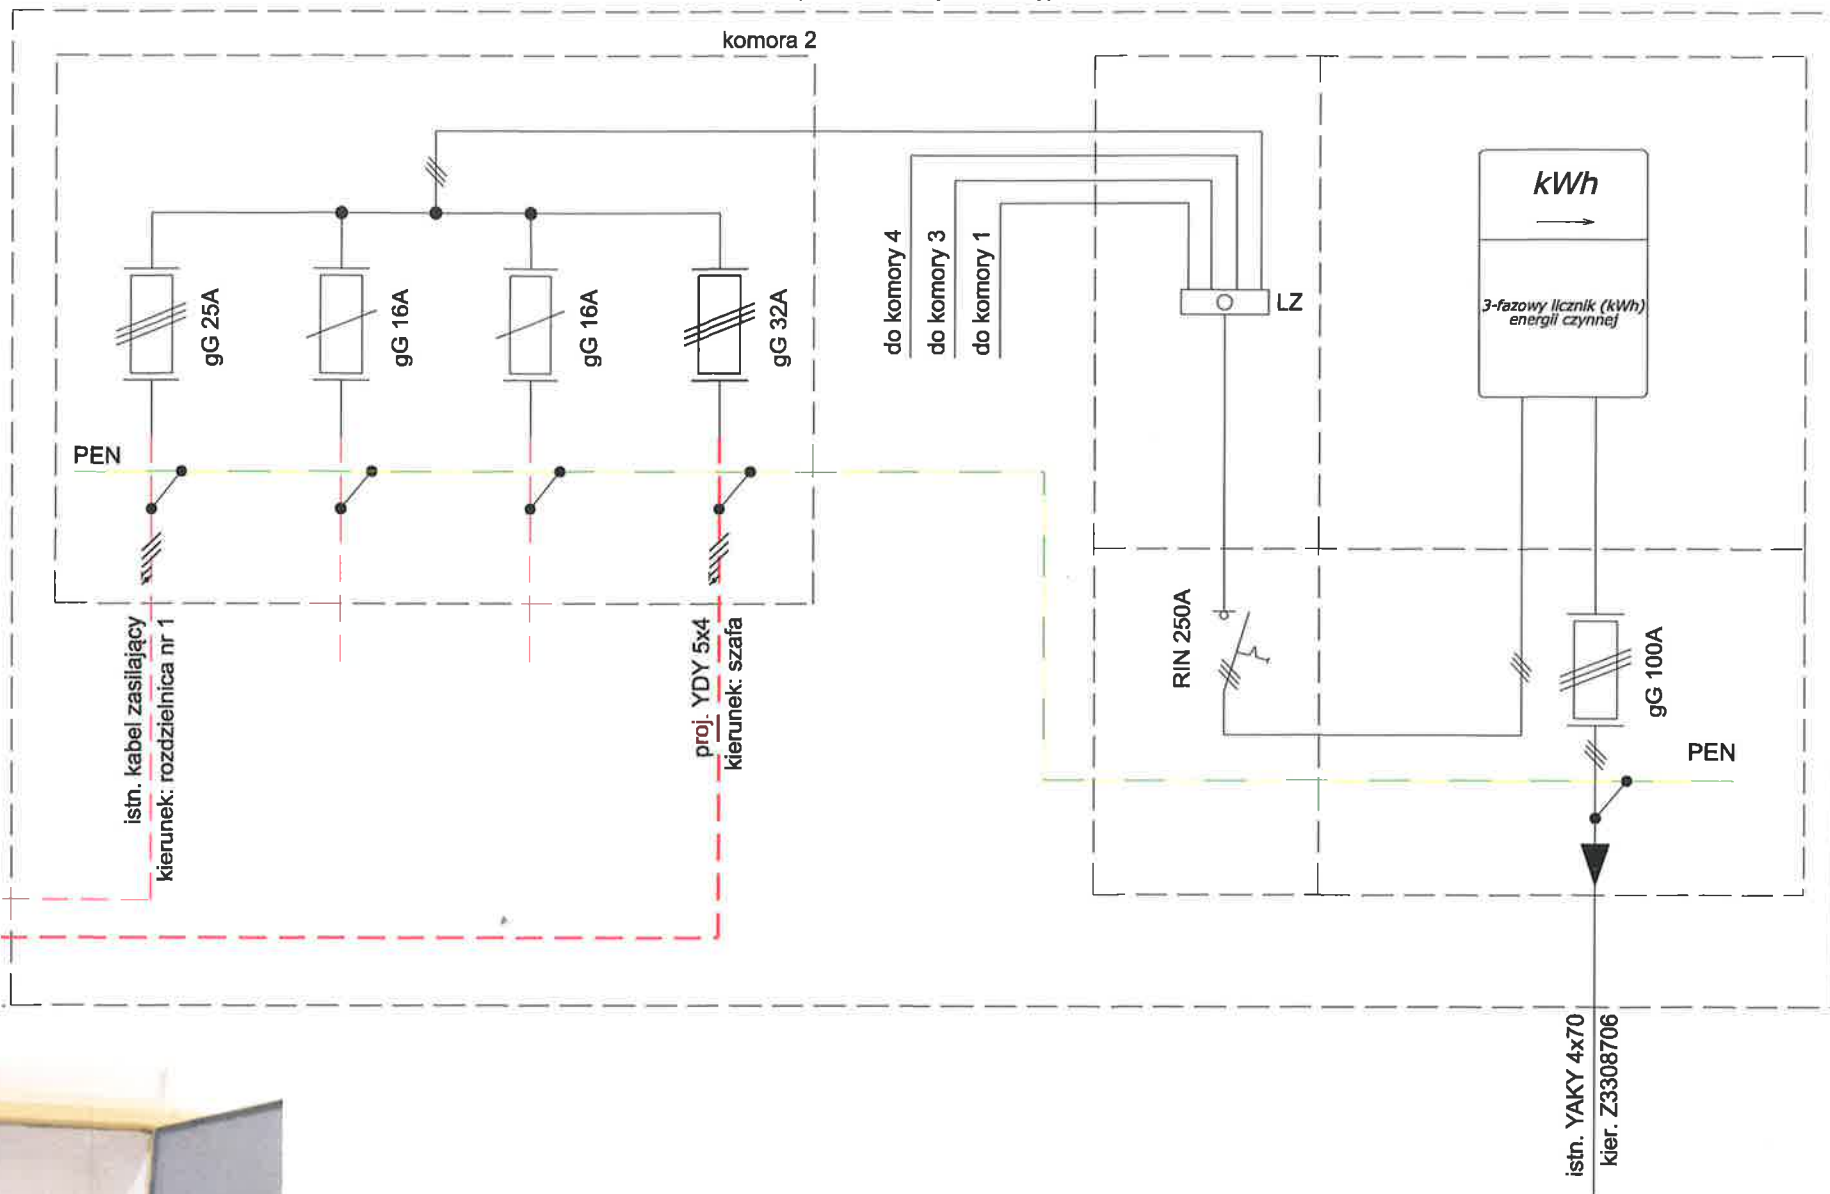 komora 2
kWh
3-fazowy licznik (kWh)
energii czynnej
gG 25A
gG 16A
gG 16A
gG 32A
do komory 4
do komory 3
do komory 1
LZ
PEN
RIN 250A
gG 100A
PEN
istn. kabel zasilający
kierunek: rozdzielnica nr 1
proj. YDY 5x4
kierunek: szafa
istn. YAKY 4x70
kier. Z3308706